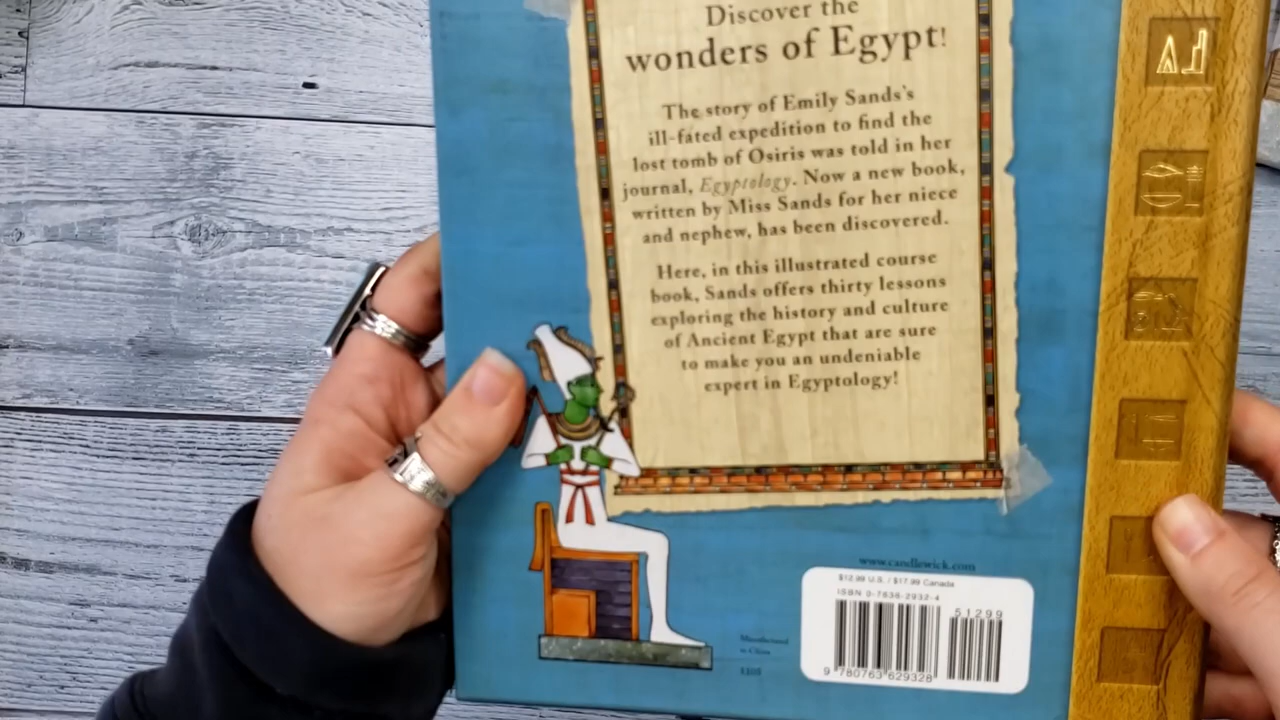 Discover the
wonders of Egypt!
The story of Emily Sands's
ill-fated expedition to find the
lost tomb of Osiris was told in her
journal, Egyptology. Now a new book,
written by Miss Sands for her niece
and nephew, has been discovered.
Here, in this illustrated course
book, Sands offers thirty lessons
exploring the history and culture
of Ancient Egypt that are sure
to make you an undeniable
expert in Egyptology!
www.candlewick.com
$12.99 U.S. / $17.99 Canada
ISBN 0-7636-2932-4
51299
9 780763 629328
Manufactured
in China